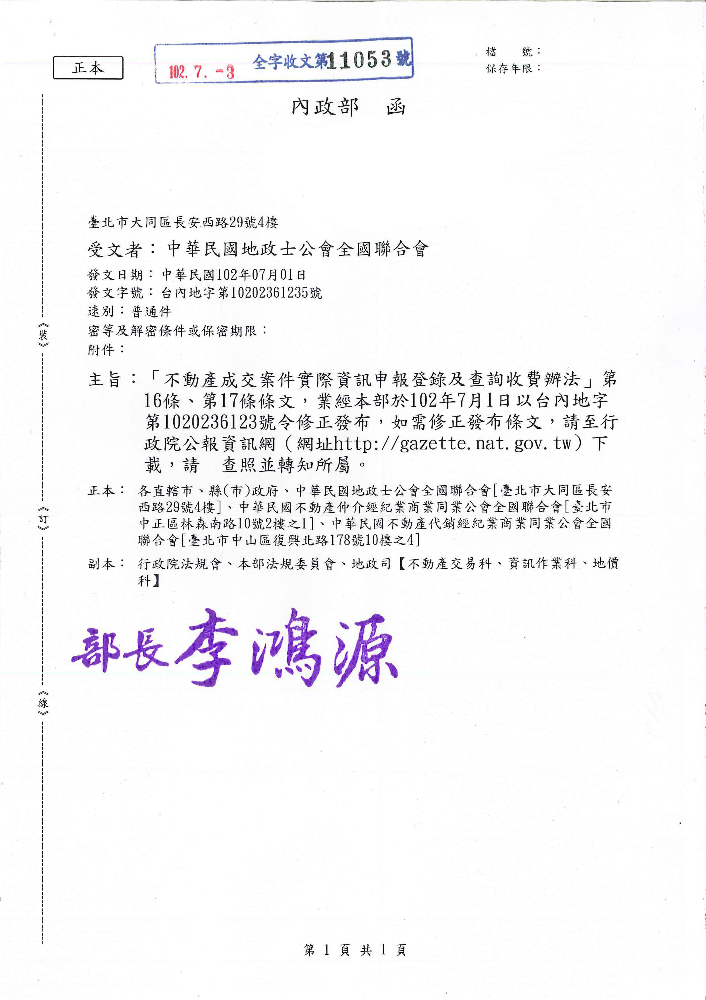 正本
102. 7. -3 全字收文第11053號
檔　　號：
保存年限：
內政部　函
臺北市大同區長安西路29號4樓
受文者：中華民國地政士公會全國聯合會
發文日期：中華民國102年07月01日
發文字號：台內地字第10202361235號
速別：普通件
密等及解密條件或保密期限：
附件：
主旨：「不動產成交案件實際資訊申報登錄及查詢收費辦法」第
16條、第17條條文，業經本部於102年7月1日以台內地字
第1020236123號令修正發布，如需修正發布條文，請至行
政院公報資訊網（網址http://gazette.nat.gov.tw）下
載，請　查照並轉知所屬。
正本：各直轄市、縣(市)政府、中華民國地政士公會全國聯合會[臺北市大同區長安
西路29號4樓]、中華民國不動產仲介經紀業商業同業公會全國聯合會[臺北市
中正區林森南路10號2樓之1]、中華民國不動產代銷經紀業商業同業公會全國
聯合會[臺北市中山區復興北路178號10樓之4]
副本：行政院法規會、本部法規委員會、地政司【不動產交易科、資訊作業科、地價
科】
部長李鴻源
《裝》
《訂》
《線》
第 1 頁 共 1 頁